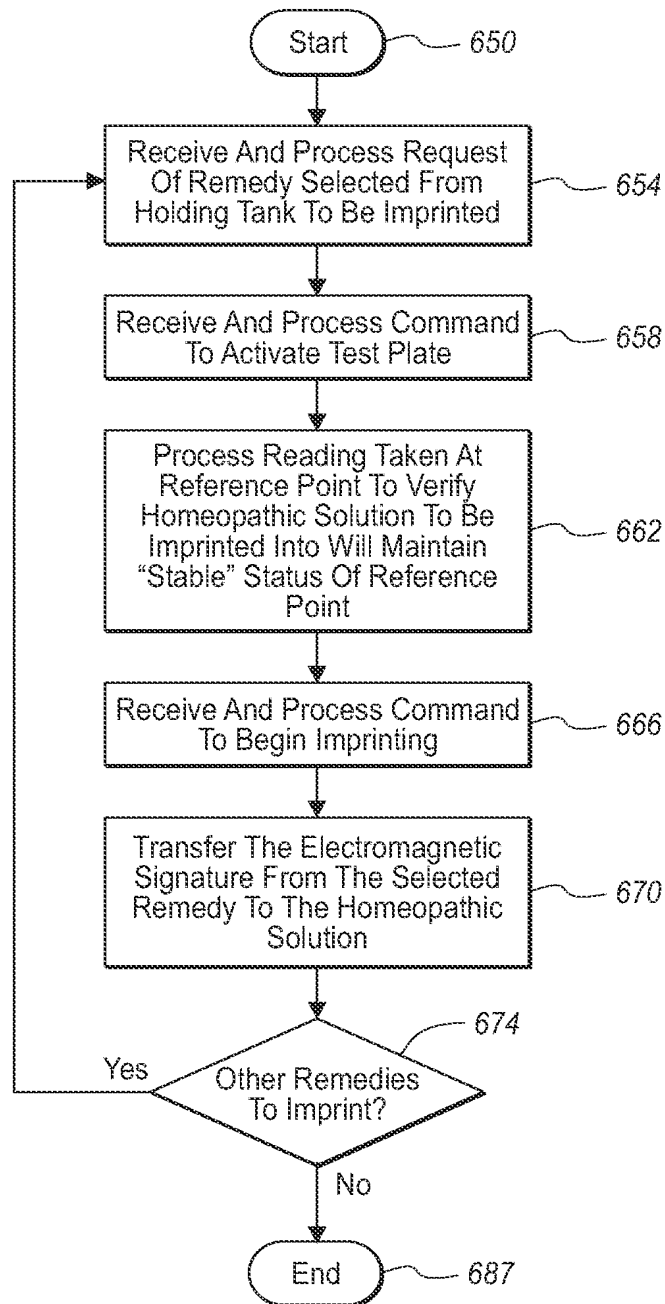 Start
650
Receive And Process Request
Of Remedy Selected From
Holding Tank To Be Imprinted
654
Receive And Process Command
To Activate Test Plate
658
Process Reading Taken At
Reference Point To Verify
Homeopathic Solution To Be
Imprinted Into Will Maintain
“Stable” Status Of Reference
Point
662
Receive And Process Command
To Begin Imprinting
666
Transfer The Electromagnetic
Signature From The Selected
Remedy To The Homeopathic
Solution
670
674
Yes
Other Remedies
To Imprint?
No
End
687